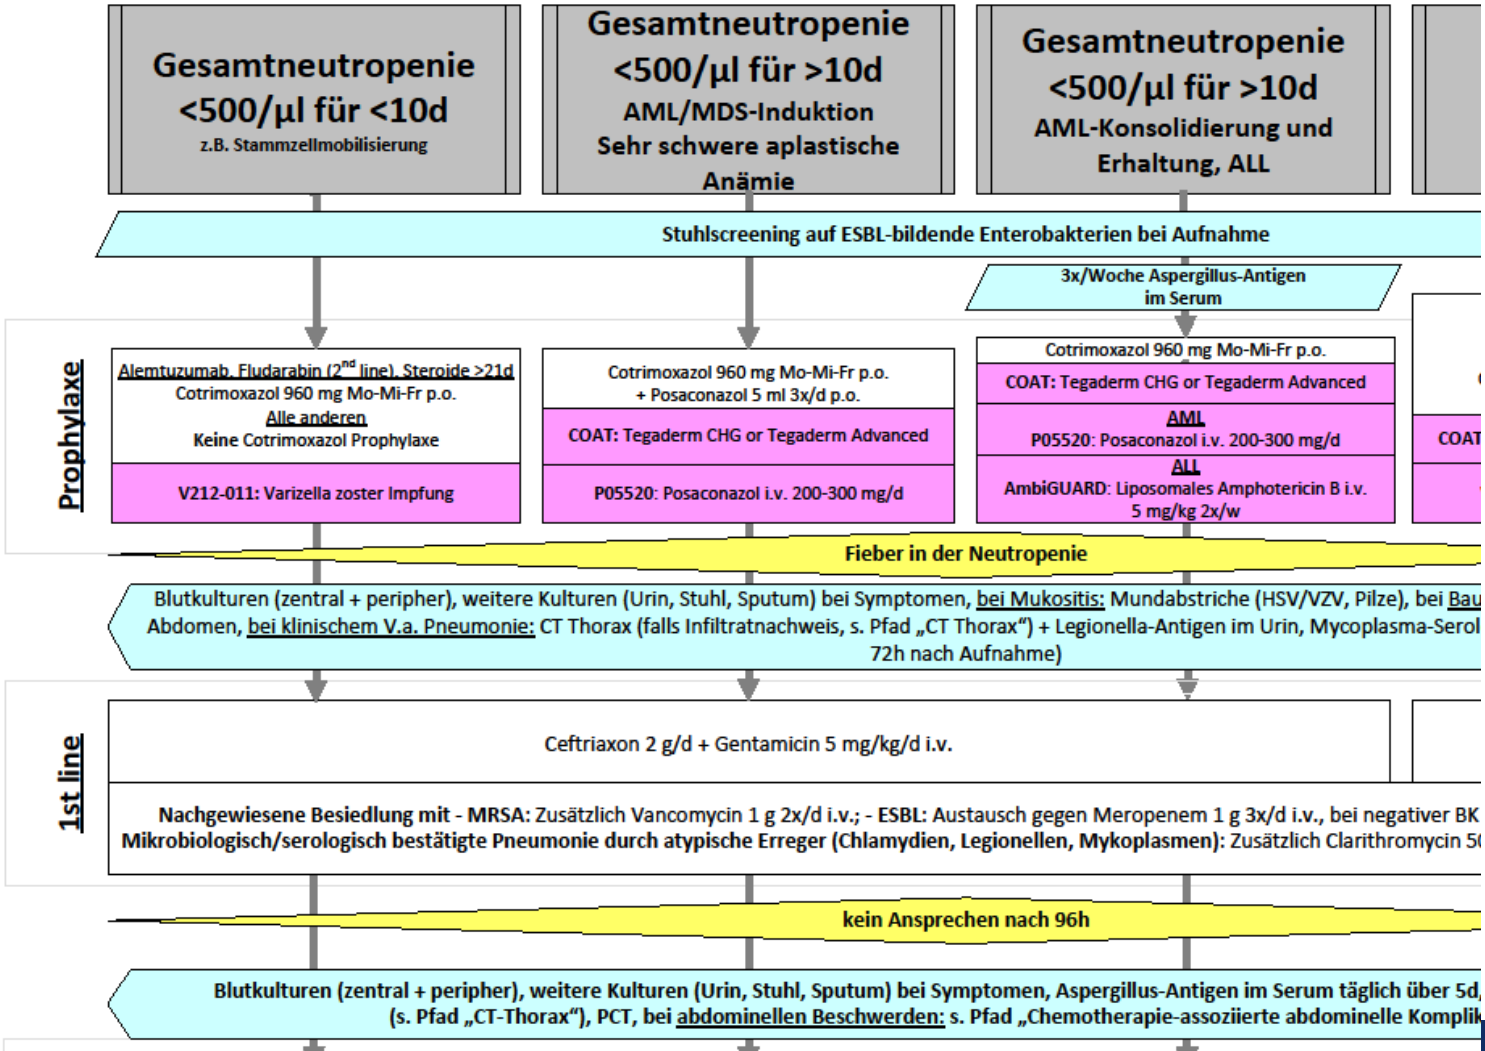 Gesamtneutropenie
<500/µl für <10d
z.B. Stammzellmobilisierung
Gesamtneutropenie
<500/µl für >10d
AML/MDS-Induktion
Sehr schwere aplastische
Anämie
Gesamtneutropenie
<500/µl für >10d
AML-Konsolidierung und
Erhaltung, ALL
Stuhlscreening auf ESBL-bildende Enterobakterien bei Aufnahme
3x/Woche Aspergillus-Antigen
im Serum
Prophylaxe
Alemtuzumab, Fludarabin (2nd line), Steroide >21d
Cotrimoxazol 960 mg Mo-Mi-Fr p.o.
Alle anderen
Keine Cotrimoxazol Prophylaxe
V212-011: Varizella zoster Impfung
Cotrimoxazol 960 mg Mo-Mi-Fr p.o.
+ Posaconazol 5 ml 3x/d p.o.
COAT: Tegaderm CHG or Tegaderm Advanced
P05520: Posaconazol i.v. 200-300 mg/d
Cotrimoxazol 960 mg Mo-Mi-Fr p.o.
COAT: Tegaderm CHG or Tegaderm Advanced
AML
P05520: Posaconazol i.v. 200-300 mg/d
ALL
AmbiGUARD: Liposomales Amphotericin B i.v.
5 mg/kg 2x/w
COAT
Fieber in der Neutropenie
Blutkulturen (zentral + peripher), weitere Kulturen (Urin, Stuhl, Sputum) bei Symptomen, bei Mukositis: Mundabstriche (HSV/VZV, Pilze), bei Bau
Abdomen, bei klinischem V.a. Pneumonie: CT Thorax (falls Infiltratnachweis, s. Pfad „CT Thorax“) + Legionella-Antigen im Urin, Mycoplasma-Serol
72h nach Aufnahme)
1st line
Ceftriaxon 2 g/d + Gentamicin 5 mg/kg/d i.v.
Nachgewiesene Besiedlung mit - MRSA: Zusätzlich Vancomycin 1 g 2x/d i.v.; - ESBL: Austausch gegen Meropenem 1 g 3x/d i.v., bei negativer BK
Mikrobiologisch/serologisch bestätigte Pneumonie durch atypische Erreger (Chlamydien, Legionellen, Mykoplasmen): Zusätzlich Clarithromycin 50
kein Ansprechen nach 96h
Blutkulturen (zentral + peripher), weitere Kulturen (Urin, Stuhl, Sputum) bei Symptomen, Aspergillus-Antigen im Serum täglich über 5d,
(s. Pfad „CT-Thorax“), PCT, bei abdominellen Beschwerden: s. Pfad „Chemotherapie-assoziierte abdominelle Komplik